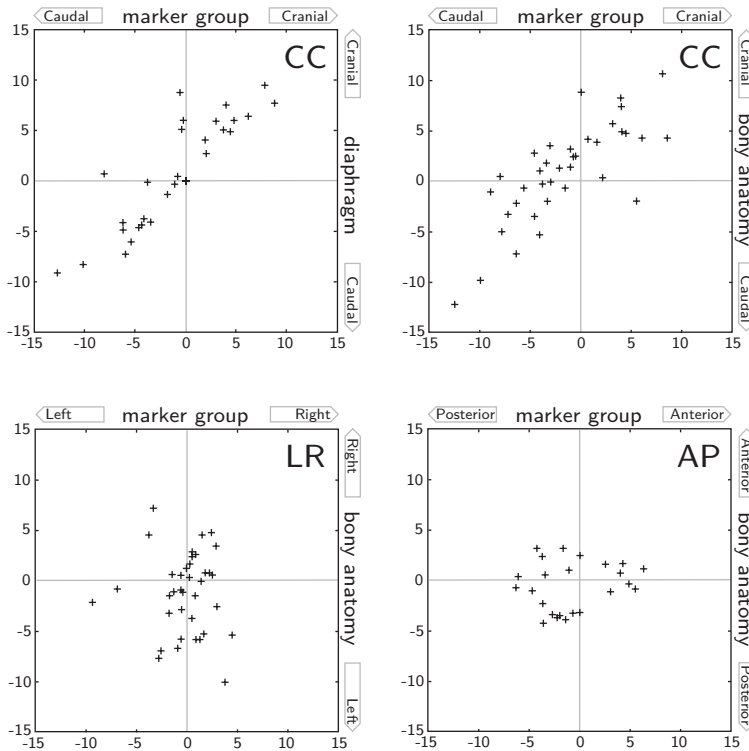 Caudal marker group Cranial
CC
Cranial
diaphragm
Caudal
15
10
5
0
-5
-10
-15
-15 -10 -5 0 5 10 15
Caudal marker group Cranial
CC
Cranial
bony anatomy
Caudal
15
10
5
0
-5
-10
-15
-15 -10 -5 0 5 10 15
Left marker group Right
LR
Right
bony anatomy
Left
15
10
5
0
-5
-10
-15
-15 -10 -5 0 5 10 15
Posterior marker group Anterior
AP
Anterior
bony anatomy
Posterior
15
10
5
0
-5
-10
-15
-15 -10 -5 0 5 10 15